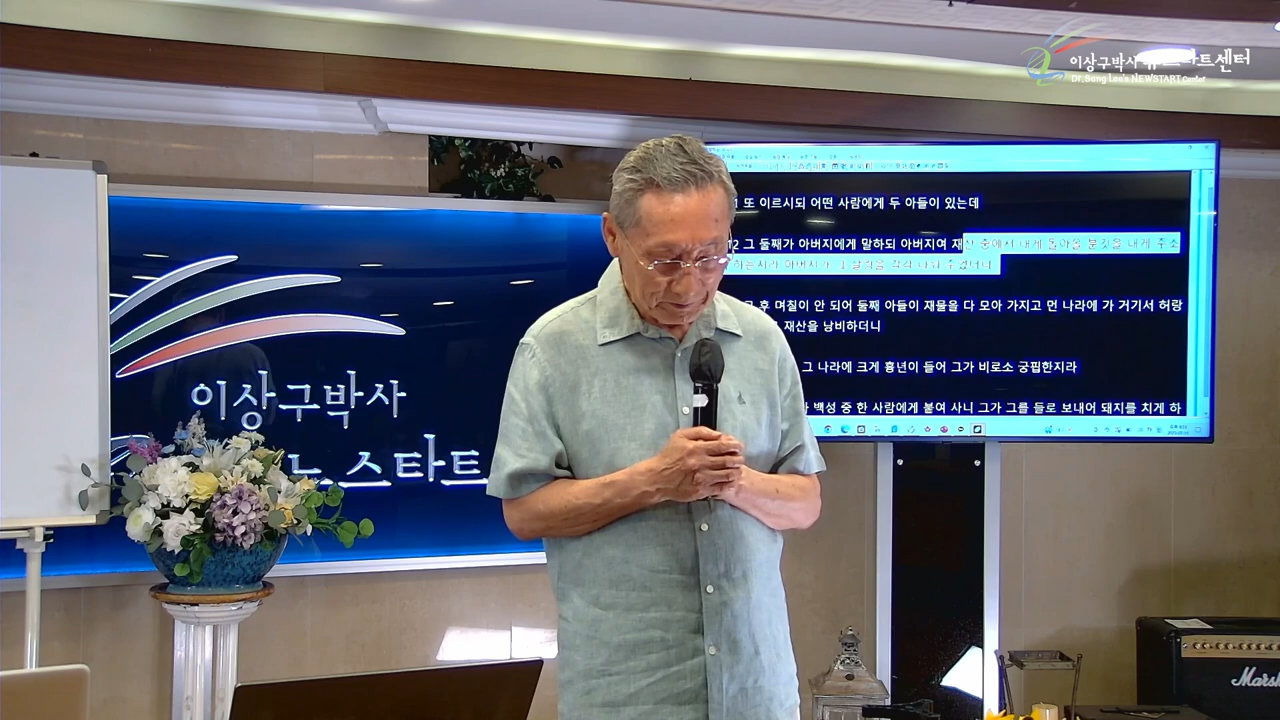 이상구박사 뉴스타트센터
Dr. Sang Lee's NEWSTART Center
또 이르시되 어떤 사람에게 두 아들이 있는데
12 그 둘째가 아버지에게 말하되 아버지여 재산 중에서 내게 돌아올 분깃을 내게 주소
하는지라 아버지가 그 살림을 각각 나눠 주었더니
후 며칠이 안 되어 둘째 아들이 재물을 다 모아 가지고 먼 나라에 가 거기서 허랑
재산을 낭비하더니
그 나라에 크게 흉년이 들어 그가 비로소 궁핍한지라
백성 중 한 사람에게 붙여 사니 그가 그를 들로 보내어 돼지를 치게 하
이상구박사
뉴스타트
Marsh